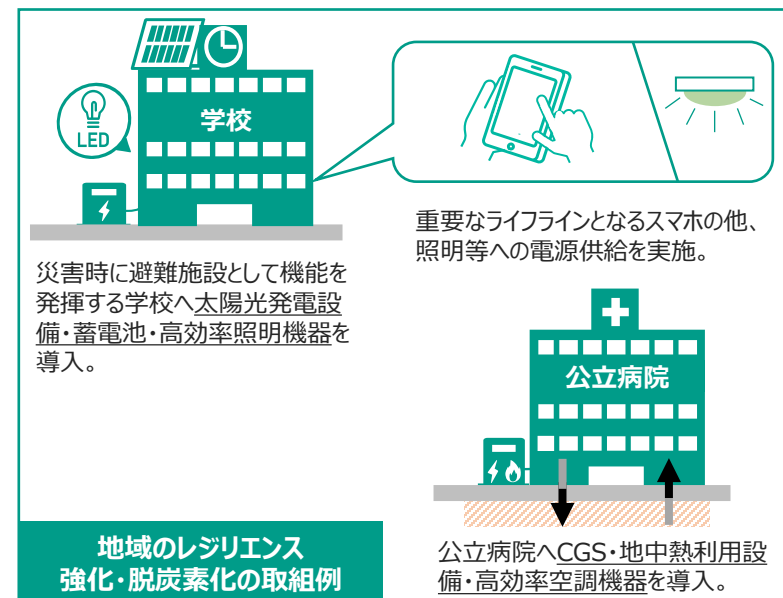 学校
LED
災害時に避難施設として機能を
発揮する学校へ太陽光発電設
備・蓄電池・高効率照明機器を
導入。
重要なライフラインとなるスマホの他、
照明等への電源供給を実施。
公立病院
公立病院へCGS・地中熱利用設
備・高効率空調機器を導入。
地域のレジリエンス
強化・脱炭素化の取組例